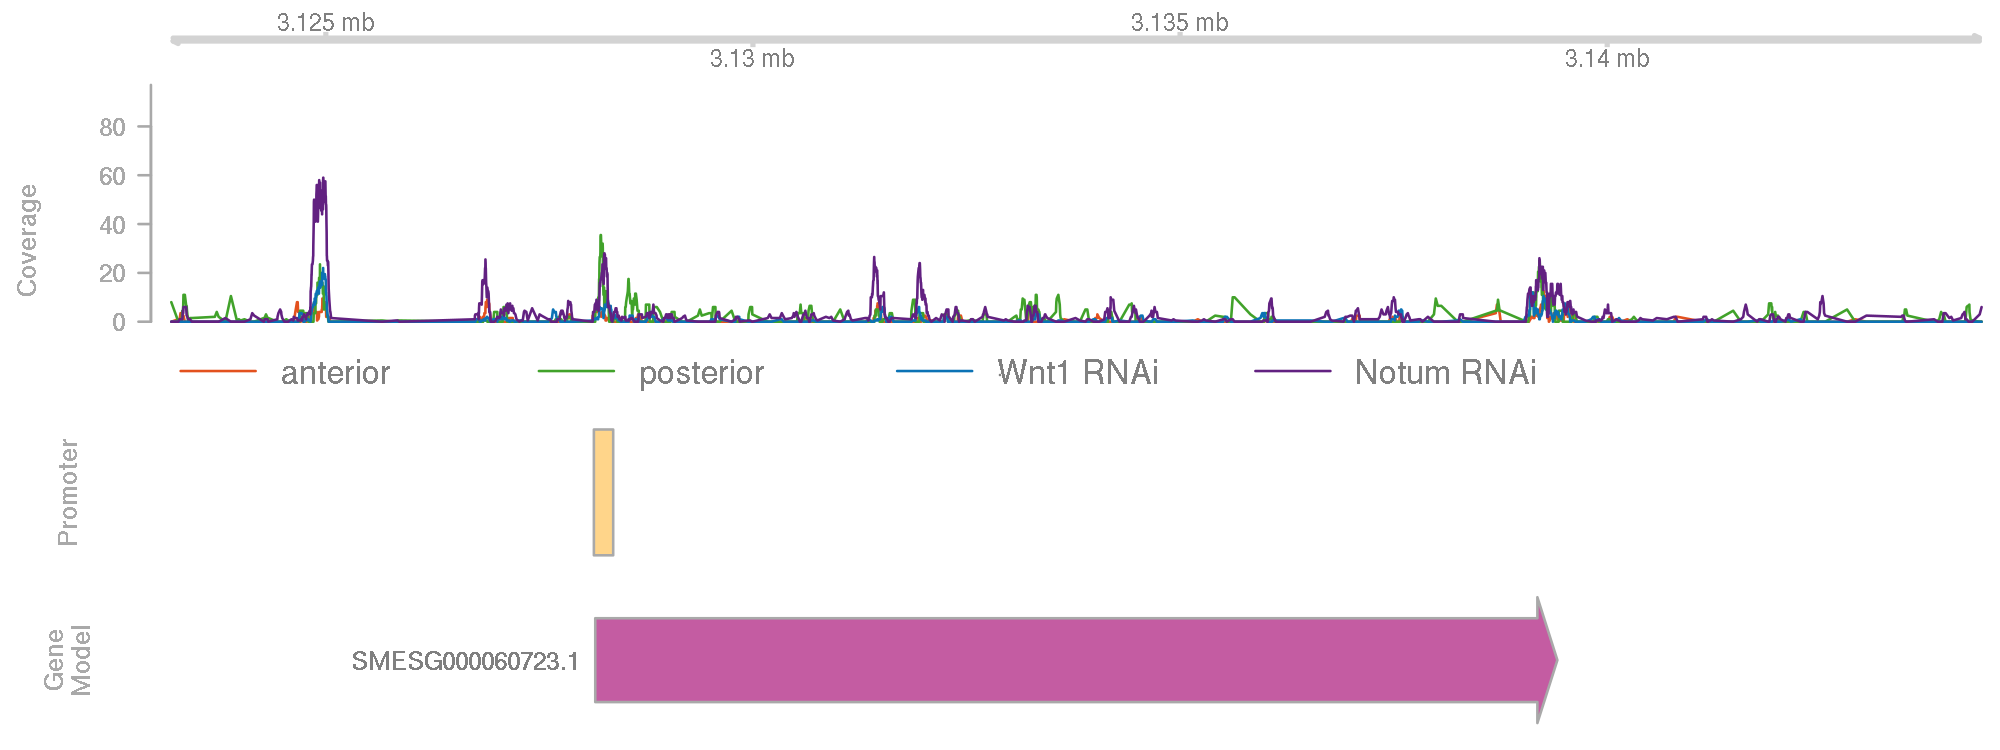 3.125 mb
3.135 mb
3.13 mb
3.14 mb
Coverage
80
60
40
20
0
anterior
posterior
Wnt1 RNAi
Notum RNAi
Promoter
Gene
Model
SMESG000060723.1